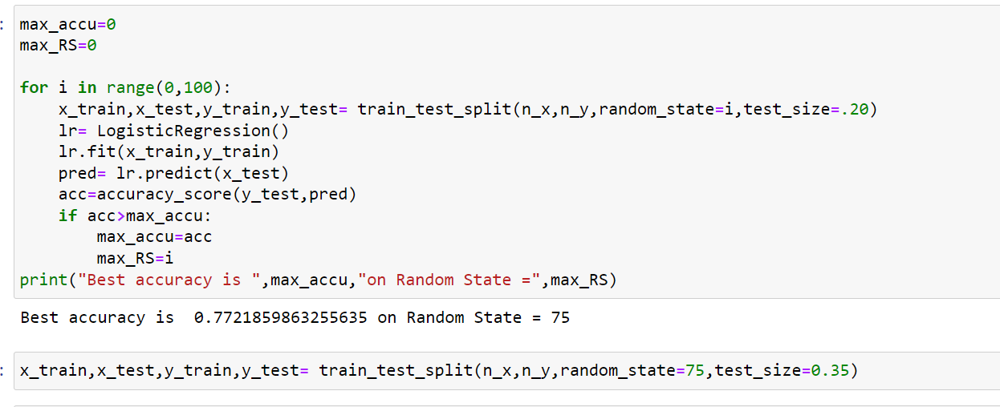 :
max_accu=0
max_RS=0
for i in range(0,100):
    x_train,x_test,y_train,y_test= train_test_split(n_x,n_y,random_state=i,test_size=.20)
    lr= LogisticRegression()
    lr.fit(x_train,y_train)
    pred= lr.predict(x_test)
    acc=accuracy_score(y_test,pred)
    if acc>max_accu:
        max_accu=acc
        max_RS=i
print("Best accuracy is ",max_accu,"on Random State =",max_RS)
Best accuracy is  0.7721859863255635 on Random State = 75
:
x_train,x_test,y_train,y_test= train_test_split(n_x,n_y,random_state=75,test_size=0.35)